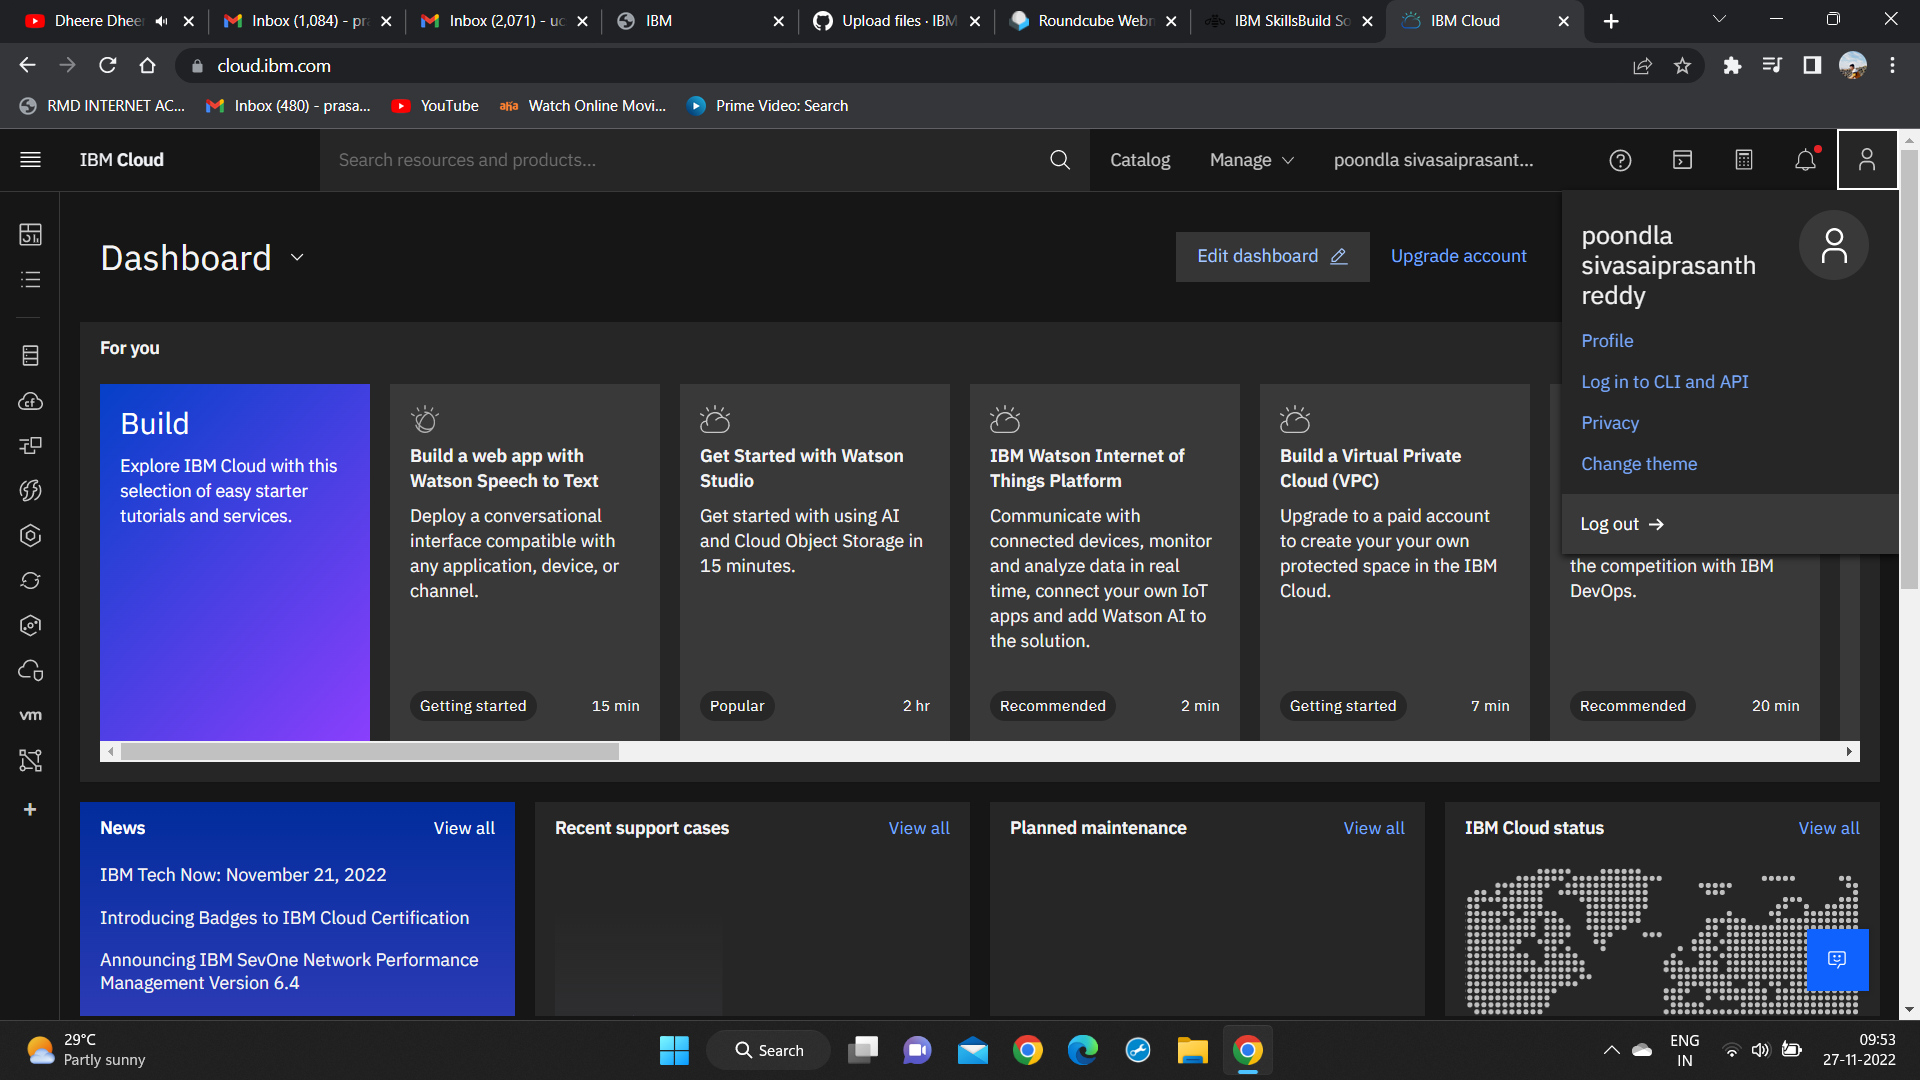 Dheere Dheer
Inbox (1,084) - pr
Inbox (2,071) - u
IBM
Upload files · IBM
Roundcube Webm
IBM SkillsBuild So
IBM Cloud
cloud.ibm.com
RMD INTERNET AC...
Inbox (480) - prasa...
YouTube
aha
Watch Online Movi...
Prime Video: Search
IBM Cloud
Search resources and products...
Catalog
Manage
poondla sivasaiprasant...
Dashboard
Edit dashboard
Upgrade account
poondla
sivasaiprasanth
reddy
Profile
Log in to CLI and API
Privacy
Change theme
Log out →
For you
Build
Explore IBM Cloud with this
selection of easy starter
tutorials and services.
Build a web app with
Watson Speech to Text
Deploy a conversational
interface compatible with
any application, device, or
channel.
Getting started
15 min
Get Started with Watson
Studio
Get started with using AI
and Cloud Object Storage in
15 minutes.
Popular
2 hr
IBM Watson Internet of
Things Platform
Communicate with
connected devices, monitor
and analyze data in real
time, connect your own IoT
apps and add Watson AI to
the solution.
Recommended
2 min
Build a Virtual Private
Cloud (VPC)
Upgrade to a paid account
to create your your own
protected space in the IBM
Cloud.
Getting started
7 min
the competition with IBM
DevOps.
Recommended
20 min
cf
vm
News
View all
IBM Tech Now: November 21, 2022
Introducing Badges to IBM Cloud Certification
Announcing IBM SevOne Network Performance
Management Version 6.4
Recent support cases
View all
Planned maintenance
View all
IBM Cloud status
View all
29°C
Partly sunny
Search
ENG
IN
09:53
27-11-2022